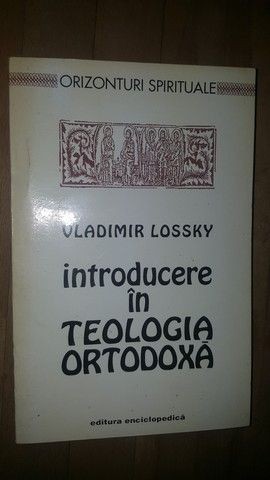 ORIZONTURI SPIRITUALE
VLADIMIR LOSSKY
introducere
în
TEOLOGIA
ORTODOXĂ
editura enciclopedică